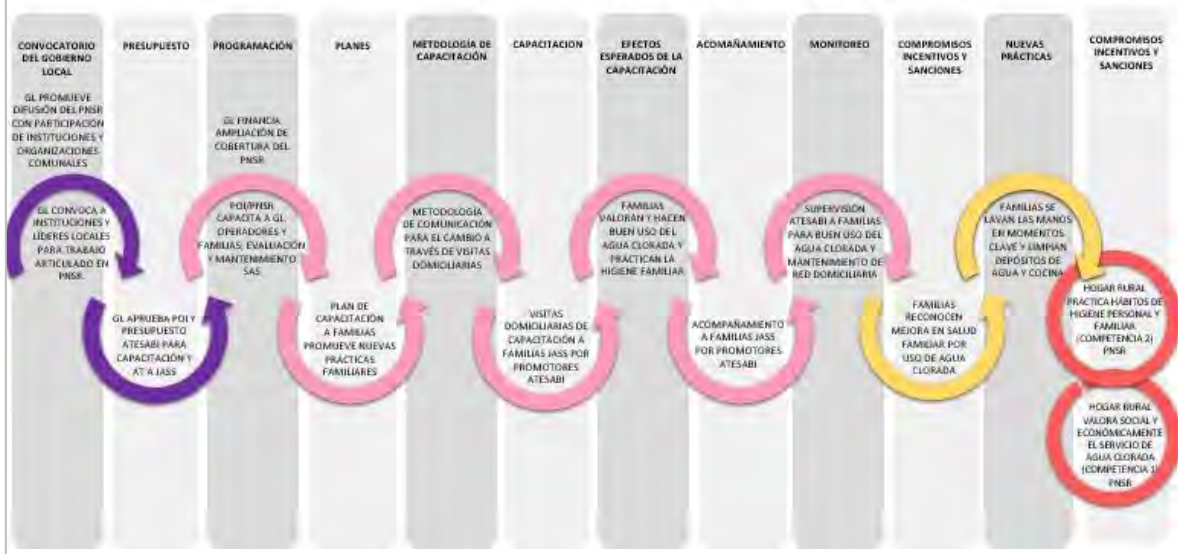 CONVOCATORIO
DEL GOBIERNO
LOCAL
GL PROMUEVE
DIFUSIÓN DEL PNSR
CON PARTICIPACIÓN
DE INSTITUCIONES Y
ORGANIZACIONES
COMUNALES
GL CONVOCA A
INSTITUCIONES Y
LÍDERES LOCALES
PARA TRABAJO
ARTICULADO EN
PNSR.
PRESUPUESTO
GL APRUEBA POI Y
PRESUPUESTO
ATESABI PARA
CAPACITACIÓN Y
AT A JASS
PROGRAMACIÓN
GL FINANCIA
AMPLIACIÓN DE
COBERTURA DEL
PNSR
POI/PNSR
CAPACITA A GL
OPERADORES Y
FAMILIAS, EVALUACIÓN
Y MANTENIMIENTO
SAS
PLANES
PLAN DE
CAPACITACIÓN
A FAMILIAS
PROMUEVE NUEVAS
PRÁCTICAS
FAMILIARES
METODOLOGÍA DE
CAPACITACIÓN
METODOLOGÍA
DE COMUNICACIÓN
PARA EL CAMBIO A
TRAVÉS DE VISITAS
DOMICILIARIAS
CAPACITACION
VISITAS
DOMICILIARIAS DE
CAPACITACIÓN A
FAMILIAS JASS POR
PROMOTORES
ATESABI
EFECTOS
ESPERADOS DE LA
CAPACITACIÓN
FAMILIAS
VALORAN Y HACEN
BUEN USO DEL
AGUA CLORADA Y
PRACTICAN LA
HIGIENE FAMILIAR
ACOMAÑAMIENTO
ACOMPAÑAMIENTO
A FAMILIAS JASS
POR PROMOTORES
ATESABI
MONITOREO
SUPERVISIÓN
ATESABI A FAMILIAS
PARA BUEN USO DEL
AGUA CLORADA Y
MANTENIMIENTO DE
RED DOMICILIARIA
COMPROMISOS
INCENTIVOS Y
SANCIONES
FAMILIAS
RECONOCEN
MEJORA EN SALUD
FAMILIAR POR
USO DE AGUA
CLORADA
NUEVAS
PRÁCTICAS
FAMILIAS SE
LAVAN LAS MANOS
EN MOMENTOS
CLAVE Y LIMPIAN
DEPÓSITOS DE
AGUA Y COCINA
COMPROMISOS
INCENTIVOS Y
SANCIONES
HOGAR RURAL
PRÁCTICA HÁBITOS DE
HIGIENE PERSONAL Y
FAMILIAR
(COMPETENCIA 2)
PNSR
HOGAR RURAL
VALORA SOCIAL Y
ECONÓMICAMENTE
EL SERVICIO DE
AGUA CLORADA
(COMPETENCIA 1)
PNSR